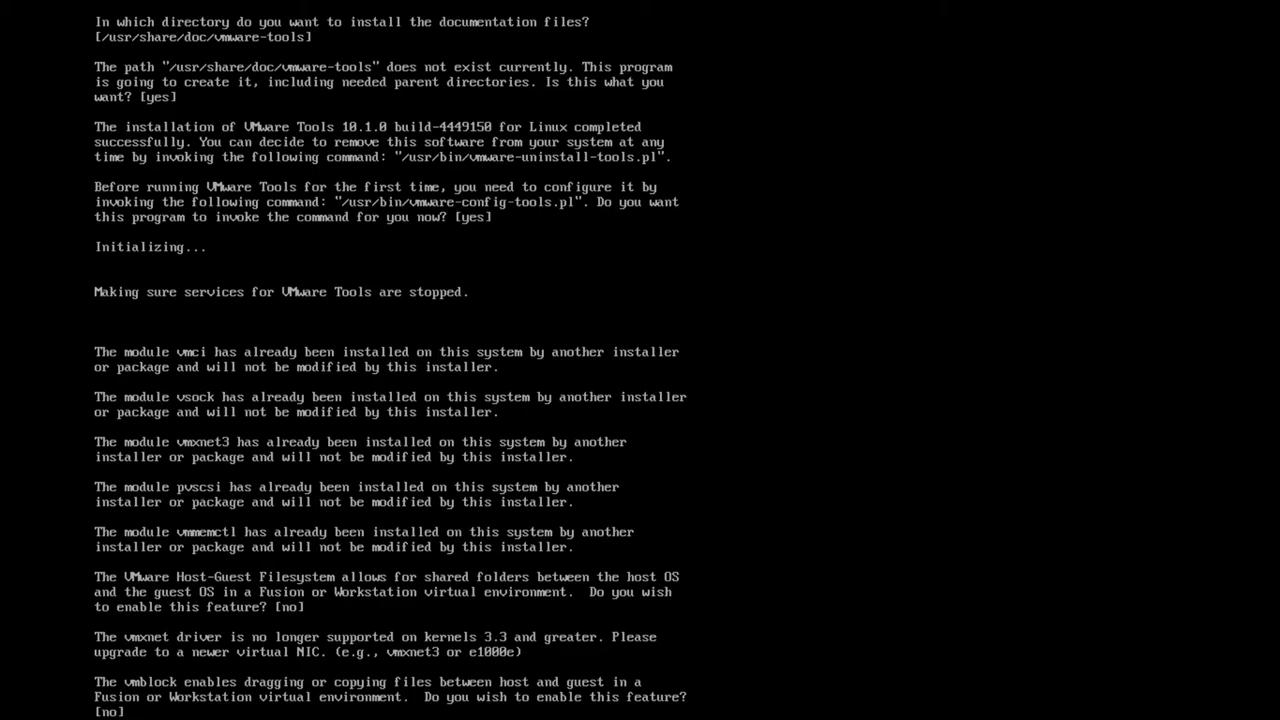 In which directory do you want to install the documentation files?
[/usr/share/doc/vmware-tools]
The path "/usr/share/doc/vmware-tools" does not exist currently. This program
is going to create it, including needed parent directories. Is this what you
want? [yes]
The installation of VMware Tools 10.1.0 build-4449150 for Linux completed
successfully. You can decide to remove this software from your system at any
time by invoking the following command: "/usr/bin/vmware-uninstall-tools.pl".
Before running VMware Tools for the first time, you need to configure it by
invoking the following command: "/usr/bin/vmware-config-tools.pl". Do you want
this program to invoke the command for you now? [yes]
Initializing...
Making sure services for VMware Tools are stopped.
The module vmci has already been installed on this system by another installer
or package and will not be modified by this installer.
The module vsock has already been installed on this system by another installer
or package and will not be modified by this installer.
The module vmxnet3 has already been installed on this system by another
installer or package and will not be modified by this installer.
The module pvscsi has already been installed on this system by another
installer or package and will not be modified by this installer.
The module vmmemctl has already been installed on this system by another
installer or package and will not be modified by this installer.
The VMware Host-Guest Filesystem allows for shared folders between the host OS
and the guest OS in a Fusion or Workstation virtual environment.  Do you wish
to enable this feature? [no]
The vmxnet driver is no longer supported on kernels 3.3 and greater. Please
upgrade to a newer virtual NIC. (e.g., vmxnet3 or e1000e)
The vmblock enables dragging or copying files between host and guest in a
Fusion or Workstation virtual environment.  Do you wish to enable this feature?
[no]